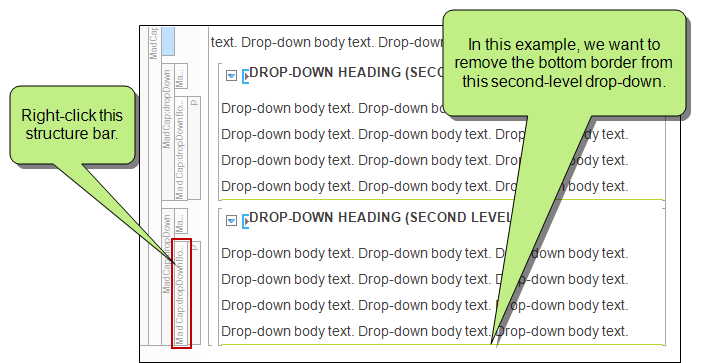 In this example, we want to
remove the bottom border from
this second-level drop-down.
Right-click this
structure bar.
MadCap
text. Drop-down body text. Drop-down
MadCap:dropDown
Ma...
DROP-DOWN HEADING (SECO
MadCap:dropDownBo...
p
Drop-down body text. Drop-down body text. Drop-down body text.
Drop-down body text. Drop-down body text. Drop-down body text.
Drop-down body text. Drop-down body text. Drop-down body text.
Drop-down body text. Drop-down body text. Drop-down body text.
MadCap:dropDown
Ma...
DROP-DOWN HEADING (SECOND LEVEL
MadCap:dropDownBo...
p
Drop-down body text. Drop-down body text. Drop-down body text.
Drop-down body text. Drop-down body text. Drop-down body text.
Drop-down body text. Drop-down body text. Drop-down body text.
Drop-down body text. Drop-down body text. Drop-down body text.